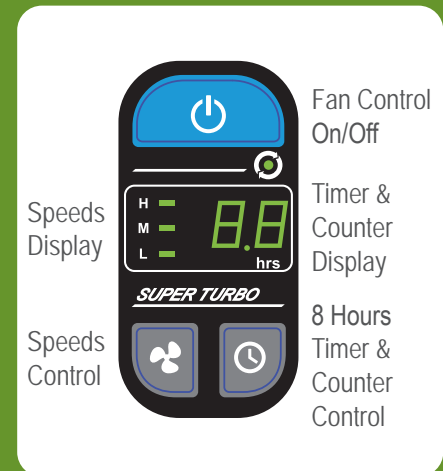 Fan Control
On/Off
H
M
L
8.8
hrs
Speeds
Display
Timer &
Counter
Display
SUPER TURBO
Speeds
Control
8 Hours
Timer &
Counter
Control